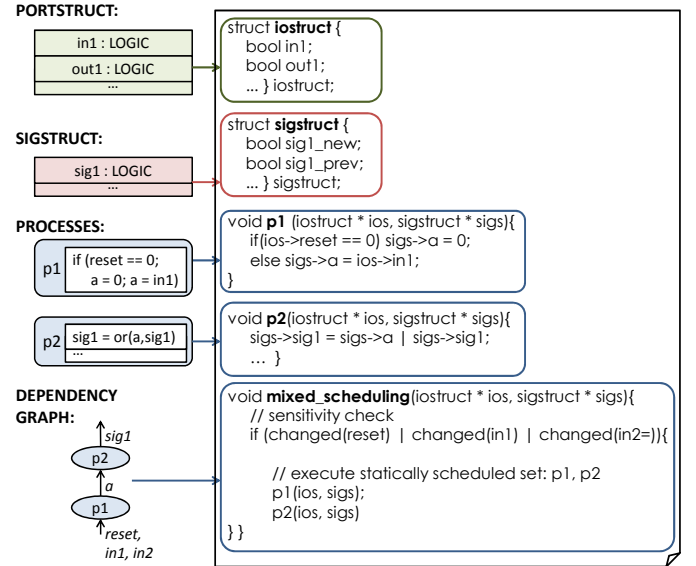 PORTSTRUCT:
in1 : LOGIC
out1 : LOGIC
...
struct iostruct {
bool in1;
bool out1;
... } iostruct;
SIGSTRUCT:
sig1 : LOGIC
...
struct sigstruct {
bool sig1_new;
bool sig1_prev;
... } sigstruct;
PROCESSES:
p1
if (reset == 0;
a = 0; a = in1)
void p1 (iostruct * ios, sigstruct * sigs){
if(ios->reset == 0) sigs->a = 0;
else sigs->a = ios->in1;
}
p2
sig1 = or(a,sig1)
...
void p2(iostruct * ios, sigstruct * sigs){
sigs->sig1 = sigs->a | sigs->sig1;
... }
DEPENDENCY
GRAPH:
sig1
p2
a
p1
reset,
in1, in2
void mixed_scheduling(iostruct * ios, sigstruct * sigs){
// sensitivity check
if (changed(reset) | changed(in1) | changed(in2=)){
// execute statically scheduled set: p1, p2
p1(ios, sigs);
p2(ios, sigs)
} }